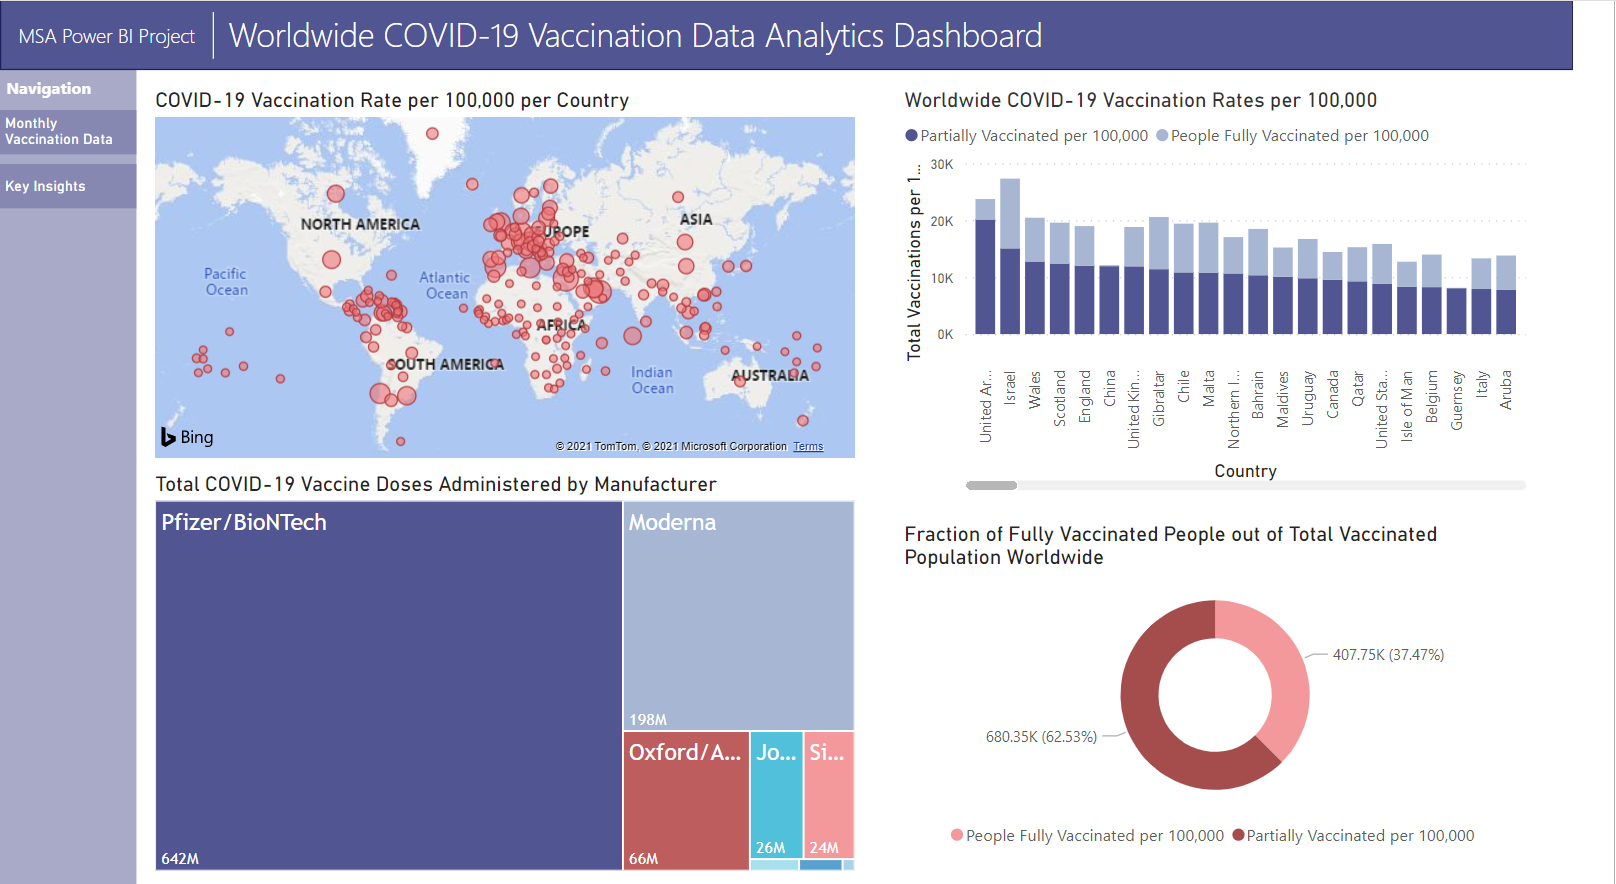 MSA Power BI Project
Worldwide COVID-19 Vaccination Data Analytics Dashboard
Navigation
Monthly
Vaccination Data
Key Insights
COVID-19 Vaccination Rate per 100,000 per Country
NORTH AMERICA
EUROPE
ASIA
Pacific
Ocean
Atlantic
Ocean
AFRICA
SOUTH AMERICA
Indian
Ocean
AUSTRALIA
Bing
© 2021 TomTom, © 2021 Microsoft Corporation Terms
Total COVID-19 Vaccine Doses Administered by Manufacturer
Pfizer/BioNTech
642M
Moderna
198M
Oxford/A...
66M
Jo...
26M
Si...
24M
Worldwide COVID-19 Vaccination Rates per 100,000
Partially Vaccinated per 100,000
People Fully Vaccinated per 100,000
Total Vaccinations per 1...
30K
20K
10K
0K
United Ar...
Israel
Wales
Scotland
England
China
United Kin...
Gibraltar
Chile
Malta
Northern I...
Bahrain
Maldives
Uruguay
Canada
Qatar
United Sta...
Isle of Man
Belgium
Guernsey
Italy
Aruba
Country
Fraction of Fully Vaccinated People out of Total Vaccinated
Population Worldwide
407.75K (37.47%)
680.35K (62.53%)
People Fully Vaccinated per 100,000
Partially Vaccinated per 100,000